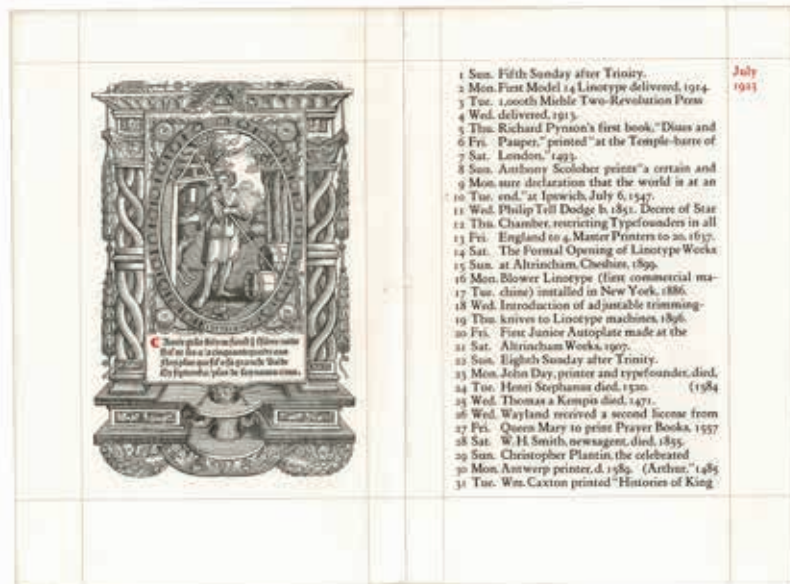 1 Sun. Fifth Sunday after Trinity.
2 Mon. First Model 14 Linotype delivered, 1914.
3 Tue. 1,000th Miehle Two-Revolution Press
4 Wed. delivered, 1913.
5 Thu. Richard Pynson's first book, "Diues and
6 Fri. Pauper," printed "at the Temple-barre of
7 Sat. London," 1493.
8 Sun. Anthony Scoloher prints "a certain and
9 Mon. sure declaration that the world is at an
10 Tue. end," at Ipswich, July 6, 1547.
11 Wed. Philip Tell Dodge b. 1851. Decree of Star
12 Thu. Chamber, restricting Typefounders in all
13 Fri. England to 4, Master Printers to 20, 1637.
14 Sat. The Formal Opening of Linotype Works
15 Sun. at Altrincham, Cheshire, 1899.
16 Mon. Blower Linotype (first commercial ma-
17 Tue. chine) installed in New York, 1886.
18 Wed. Introduction of adjustable trimming-
19 Thu. knives to Linotype machines, 1896.
20 Fri. First Junior Autoplate made at the
21 Sat. Altrincham Works, 1907.
22 Sun. Eighth Sunday after Trinity.
23 Mon. John Day, printer and typefounder, died,
24 Tue. Henri Stephanus died, 1520. (1584
25 Wed. Thomas a Kempis died, 1471.
26 Wed. Wayland received a second license from
27 Fri. Queen Mary to print Prayer Books, 1557
28 Sat. W. H. Smith, newsagent, died, 1855.
29 Sun. Christopher Plantin, the celebrated
30 Mon. Antwerp printer, d. 1589. (Arthur," 1485
31 Tue. Wm. Caxton printed "Histories of King
July
1923